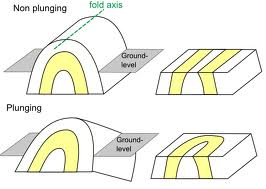 Non plunging
fold axis
Ground-
level
Plunging
Ground-
level